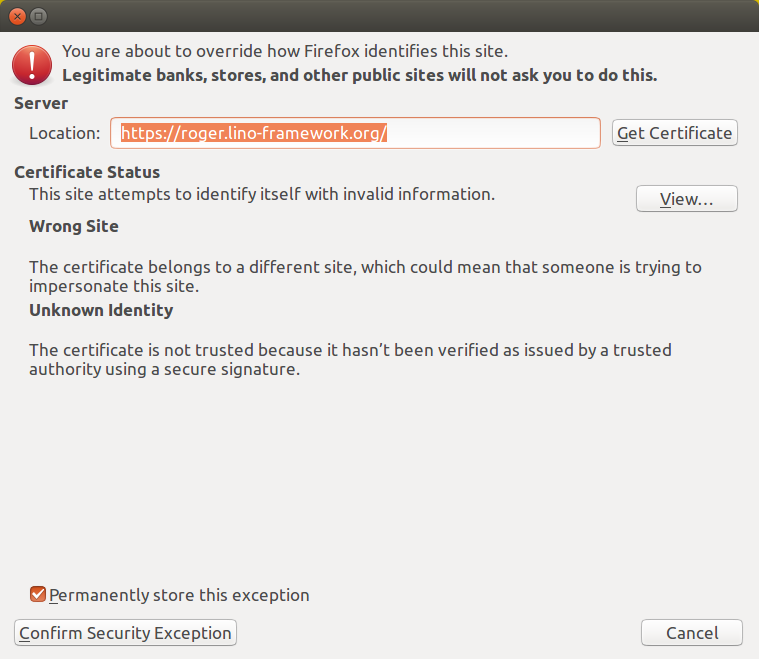 You are about to override how Firefox identifies this site.
Legitimate banks, stores, and other public sites will not ask you to do this.
Server
Location: https://roger.lino-framework.org/ Get Certificate
Certificate Status
This site attempts to identify itself with invalid information.
View…
Wrong Site
The certificate belongs to a different site, which could mean that someone is trying to
impersonate this site.
Unknown Identity
The certificate is not trusted because it hasn’t been verified as issued by a trusted
authority using a secure signature.
Permanently store this exception
Confirm Security Exception Cancel